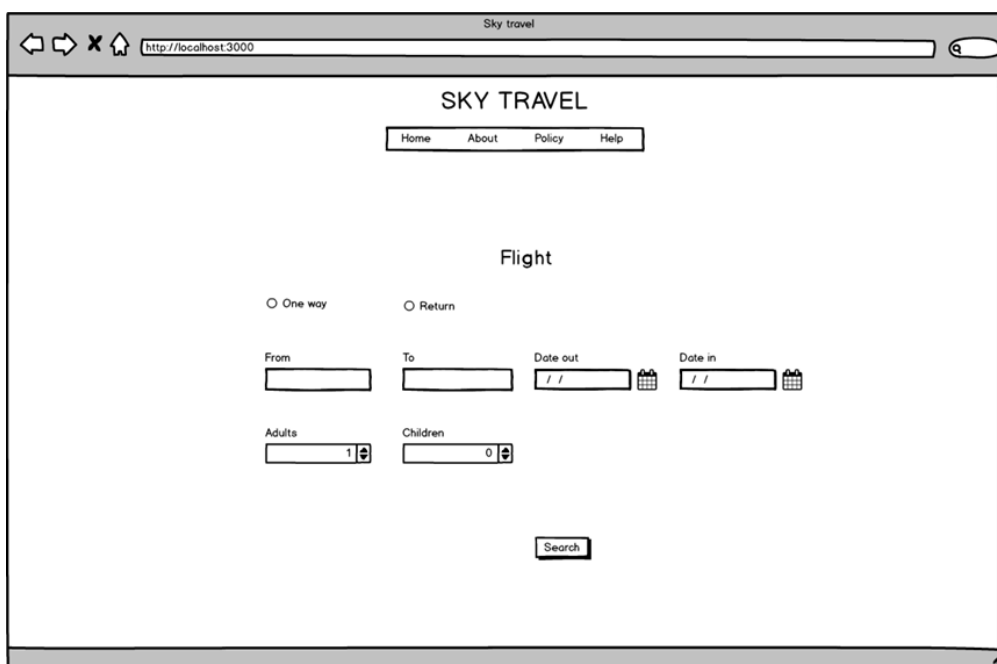 Sky travel
http://localhost:3000
SKY TRAVEL
Home About Policy Help
Flight
One way Return
From To Date out Date in
/ / / /
Adults Children
1 0
Search